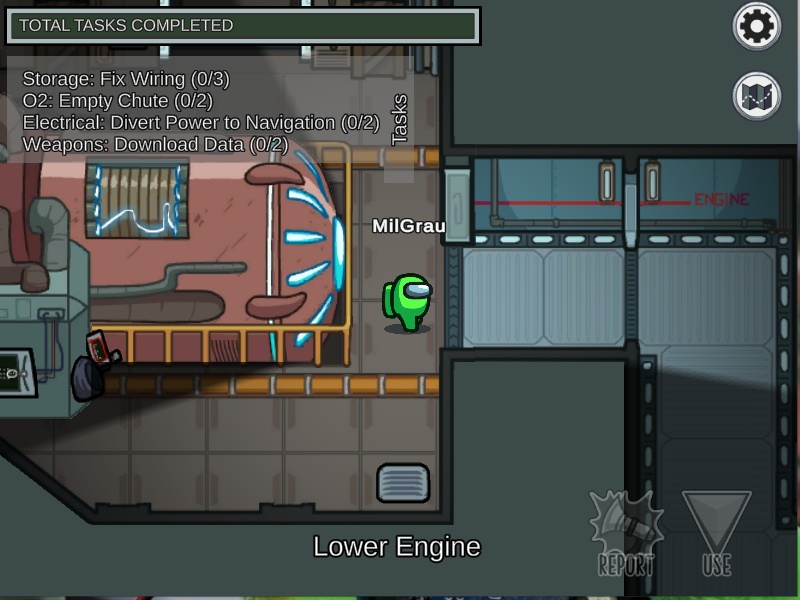 TOTAL TASKS COMPLETED
Storage: Fix Wiring (0/3)
O2: Empty Chute (0/2)
Electrical: Divert Power to Navigation (0/2)
Weapons: Download Data (0/2)
Tasks
MilGrau
ENGINE
Lower Engine
REPORT
USE